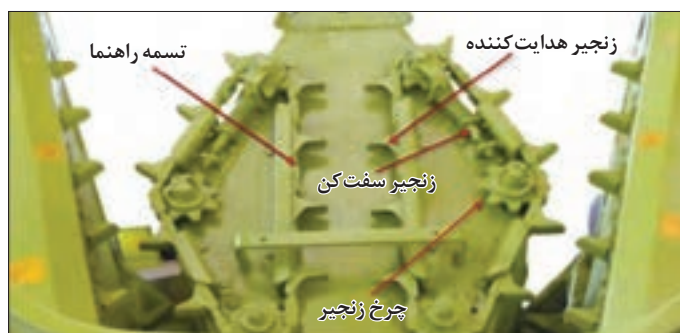 زنجیر هدایت‌کننده
تسمه راهنما
زنجیر سفت‌کن
چرخ زنجیر